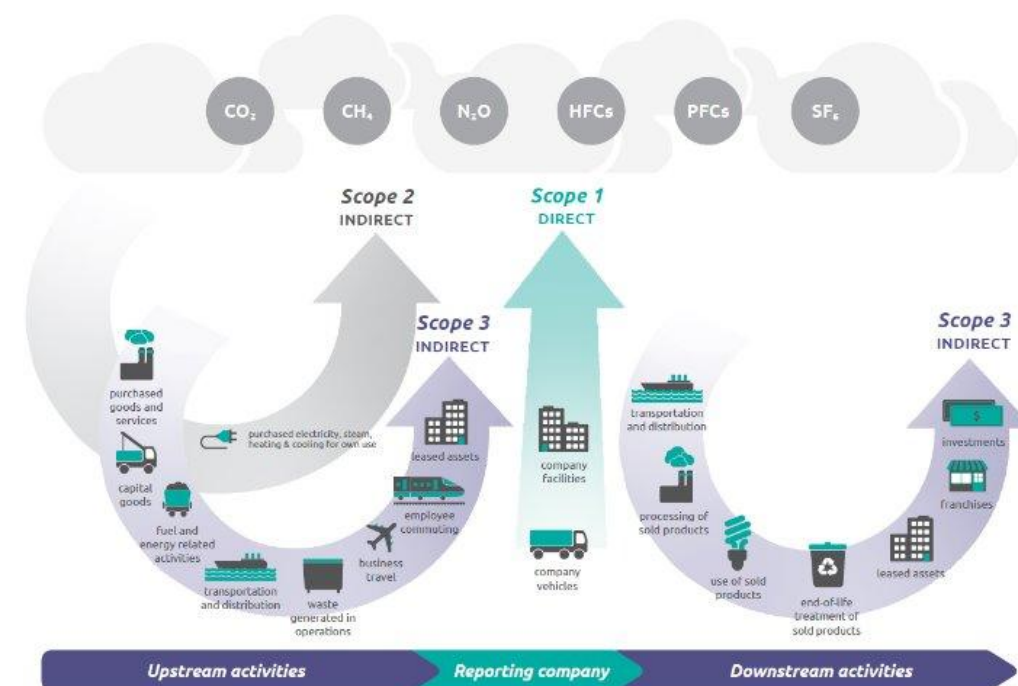 CO₂
CH₄
N₂O
HFCs
PFCs
SF₆
Scope 2
INDIRECT
Scope 1
DIRECT
Scope 3
INDIRECT
Scope 3
INDIRECT
purchased
goods and
services
capital
goods
fuel and
energy related
activities
transportation
and distribution
waste
generated in
operations
business
travel
employee
commuting
leased assets
purchased electricity, steam,
heating & cooling for own use
company
facilities
company
vehicles
transportation
and distribution
processing of
sold products
use of sold
products
end-of-life
treatment of
sold products
leased assets
franchises
$
investments
Upstream activities
Reporting company
Downstream activities